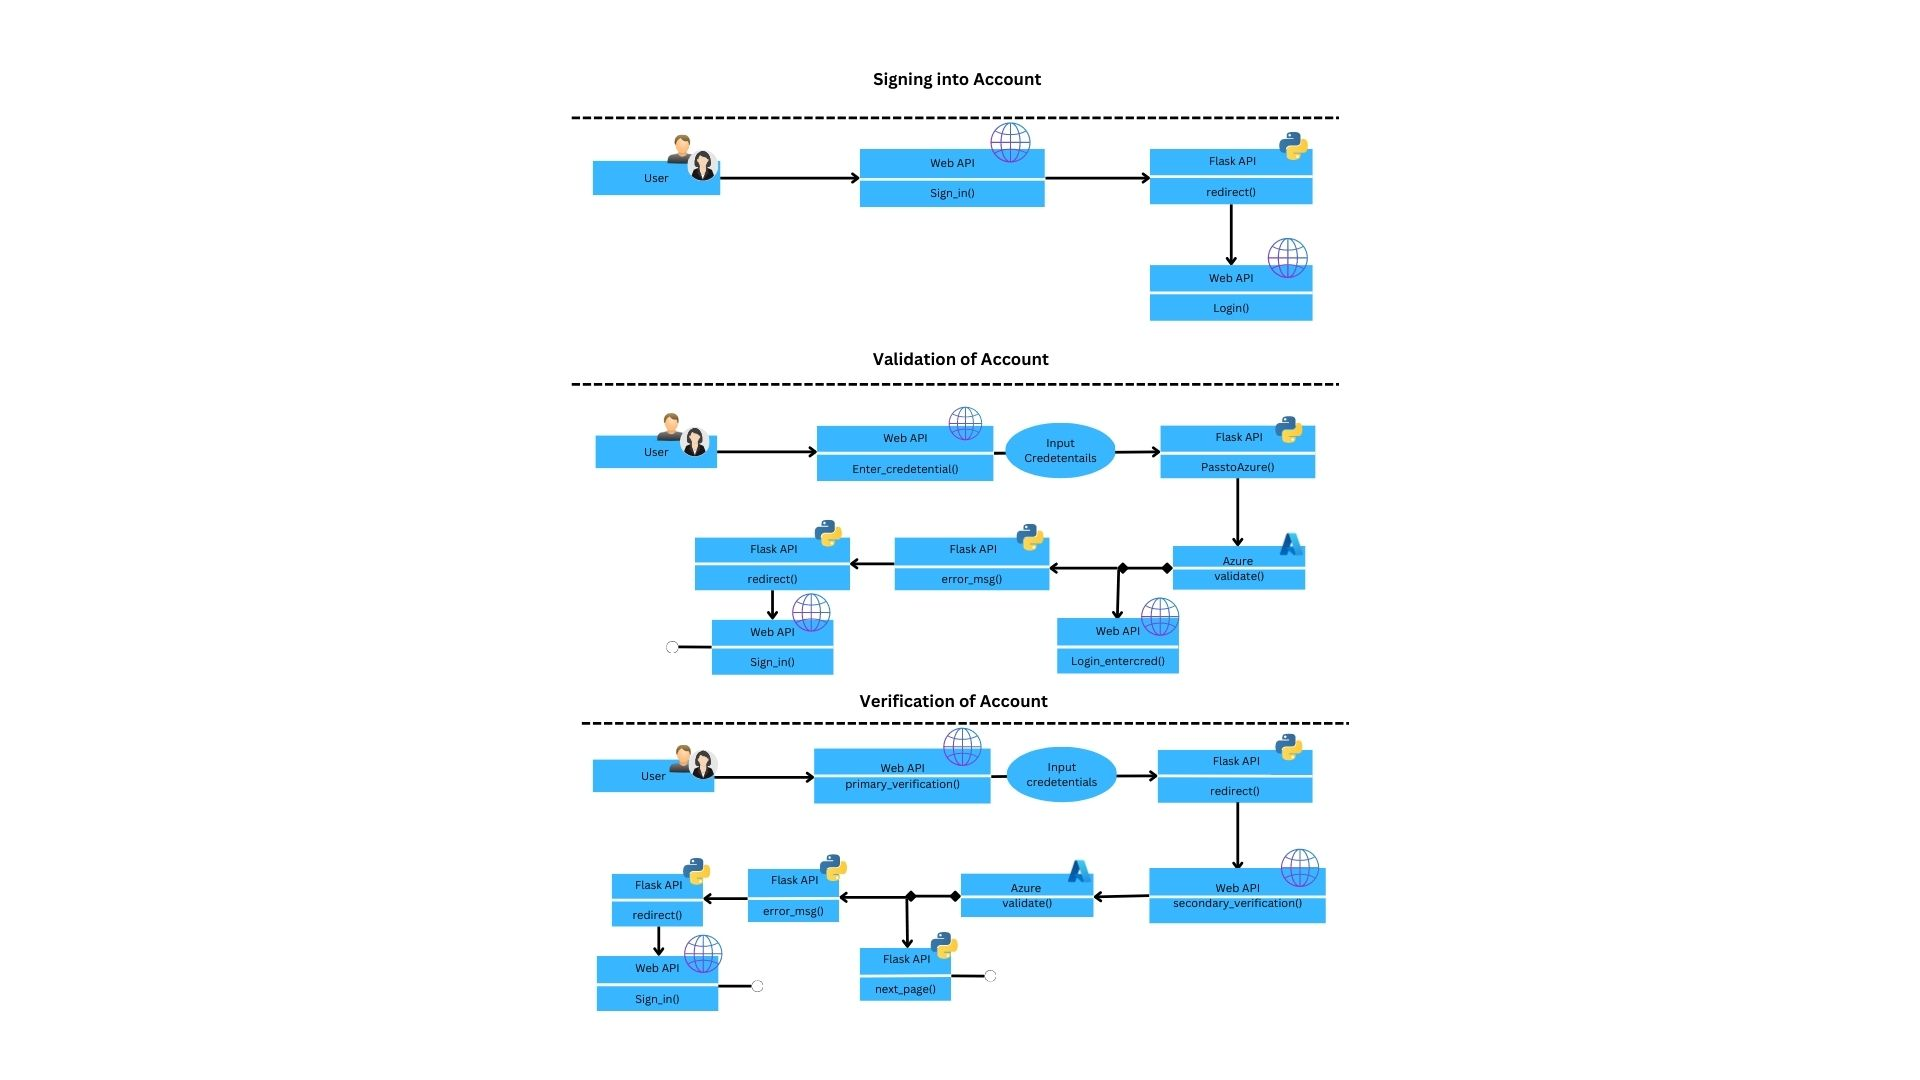 Signing into Account
User
Web API
Sign_in()
Flask API
redirect()
Web API
Login()
Validation of Account
User
Web API
Enter_credetential()
Input
Credetentails
Flask API
PasstoAzure()
Flask API
redirect()
Flask API
error_msg()
Azure
validate()
Web API
Sign_in()
Web API
Login_entercred()
Verification of Account
User
Web API
primary_verification()
Input
credetentials
Flask API
redirect()
Flask API
redirect()
Flask API
error_msg()
Azure
validate()
Web API
secondary_verification()
Web API
Sign_in()
Flask API
next_page()